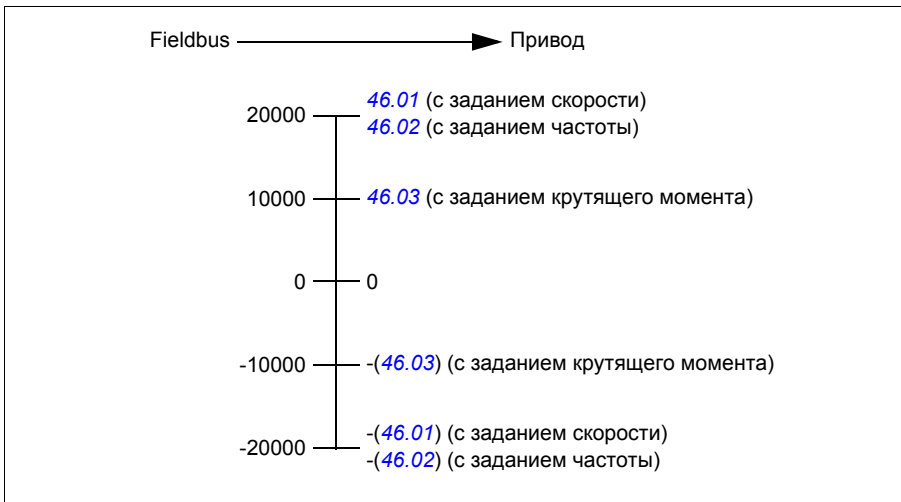 Fieldbus Привод
46.01 (с заданием скорости)
20000
46.02 (с заданием частоты)
10000 46.03 (с заданием крутящего момента)
0 0
-10000 -(46.03) (с заданием крутящего момента)
-(46.01) (с заданием скорости)
-20000
-(46.02) (с заданием частоты)